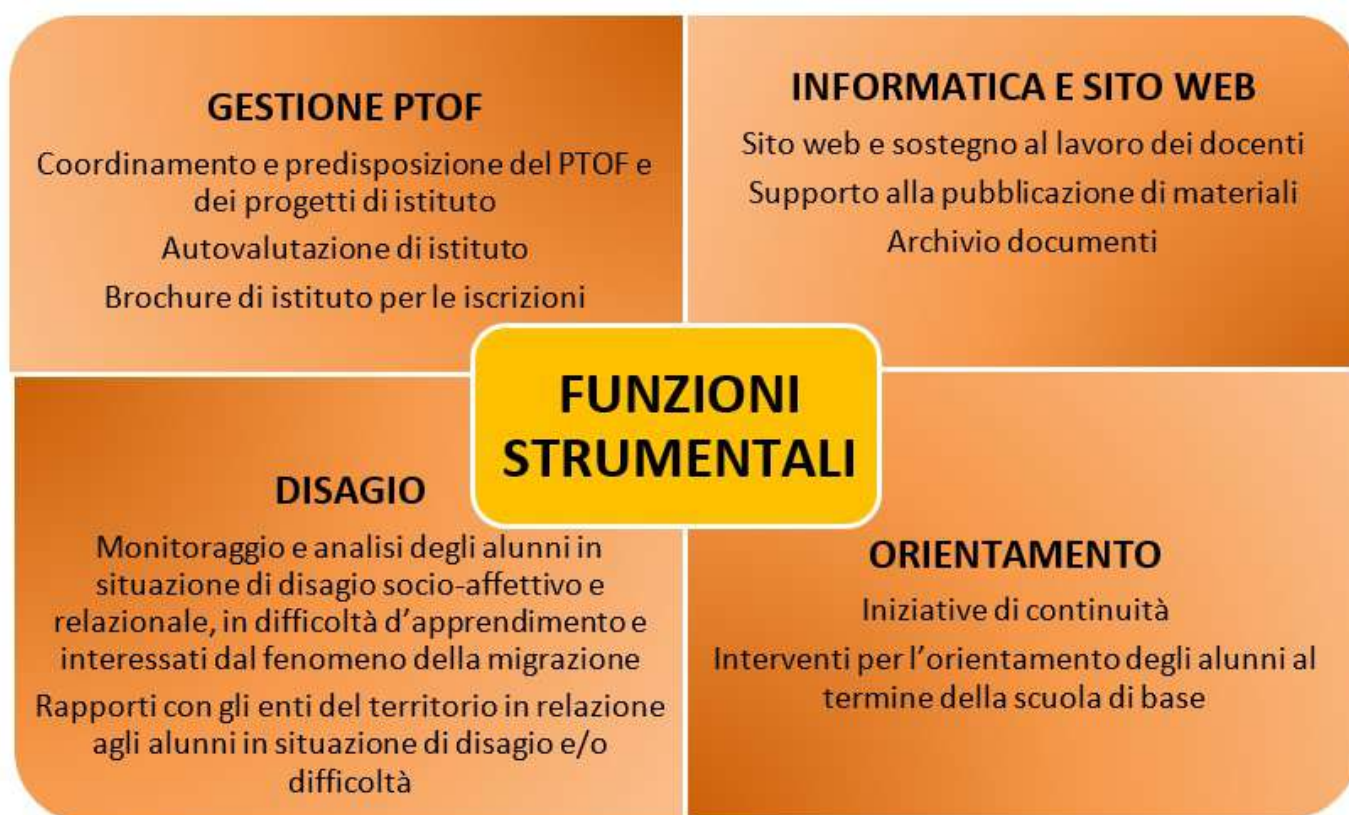 GESTIONE PTOF
Coordinamento e predisposizione del PTOF e
dei progetti di istituto
Autovalutazione di istituto
Brochure di istituto per le iscrizioni
INFORMATICA E SITO WEB
Sito web e sostegno al lavoro dei docenti
Supporto alla pubblicazione di materiali
Archivio documenti
FUNZIONI
STRUMENTALI
DISAGIO
Monitoraggio e analisi degli alunni in
situazione di disagio socio-affettivo e
relazionale, in difficoltà d’apprendimento e
interessati dal fenomeno della migrazione
Rapporti con gli enti del territorio in relazione
agli alunni in situazione di disagio e/o
difficoltà
ORIENTAMENTO
Iniziative di continuità
Interventi per l’orientamento degli alunni al
termine della scuola di base